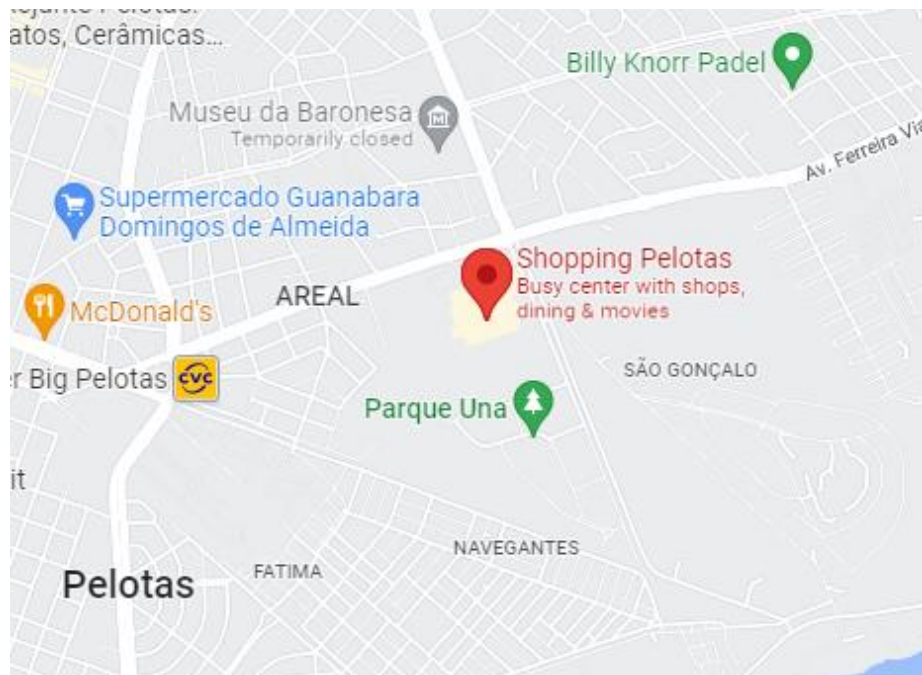 atos, Cerâmicas...
Billy Knorr Padel
Museu da Baronesa
Temporarily closed
Av. Ferreira Via
Supermercado Guanabara
Domingos de Almeida
Shopping Pelotas
Busy center with shops,
dining & movies
AREAL
McDonald's
r Big Pelotas
cvc
SÃO GONÇALO
Parque Una
it
NAVEGANTES
FATIMA
Pelotas